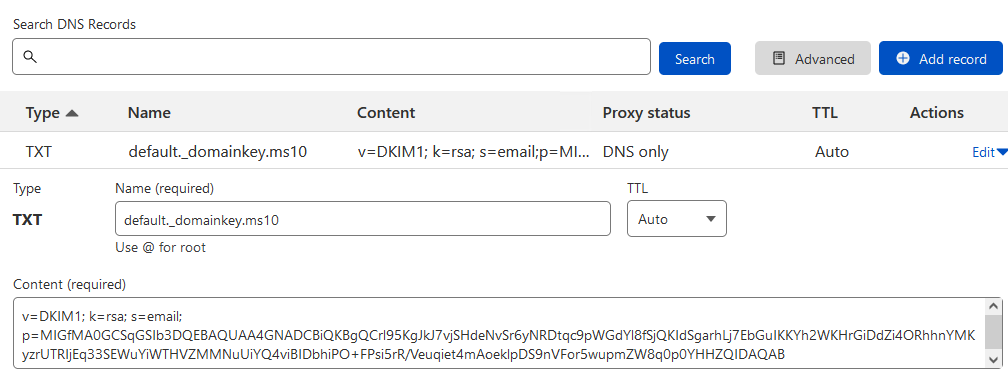 Search DNS Records
Search
Advanced
Add record
Type Name Content Proxy status TTL Actions
TXT default._domainkey.ms10 v=DKIM1; k=rsa; s=email;p=MI... DNS only Auto Edit
Type Name (required) TTL
TXT default._domainkey.ms10 Auto
Use @ for root
Content (required)
v=DKIM1; k=rsa; s=email;
p=MIGfMA0GCSqGSIb3DQEBAQUAA4GNADCBiQKBgQCrl95KgJkJ7vjSHdeNvSr6yNRDtqc9pWGdYl8fSjQKIdSgarhLj7EbGuIKKYh2WKHrGiDdZi4ORhhnYMK
yzrUTRIjEq33SEWuYiWTHVZMMNuUiYQ4viBIDbhiPO+FPsi5rR/Veuqiet4mAoeklpDS9nVFor5wupmZW8q0p0YHHZQIDAQAB